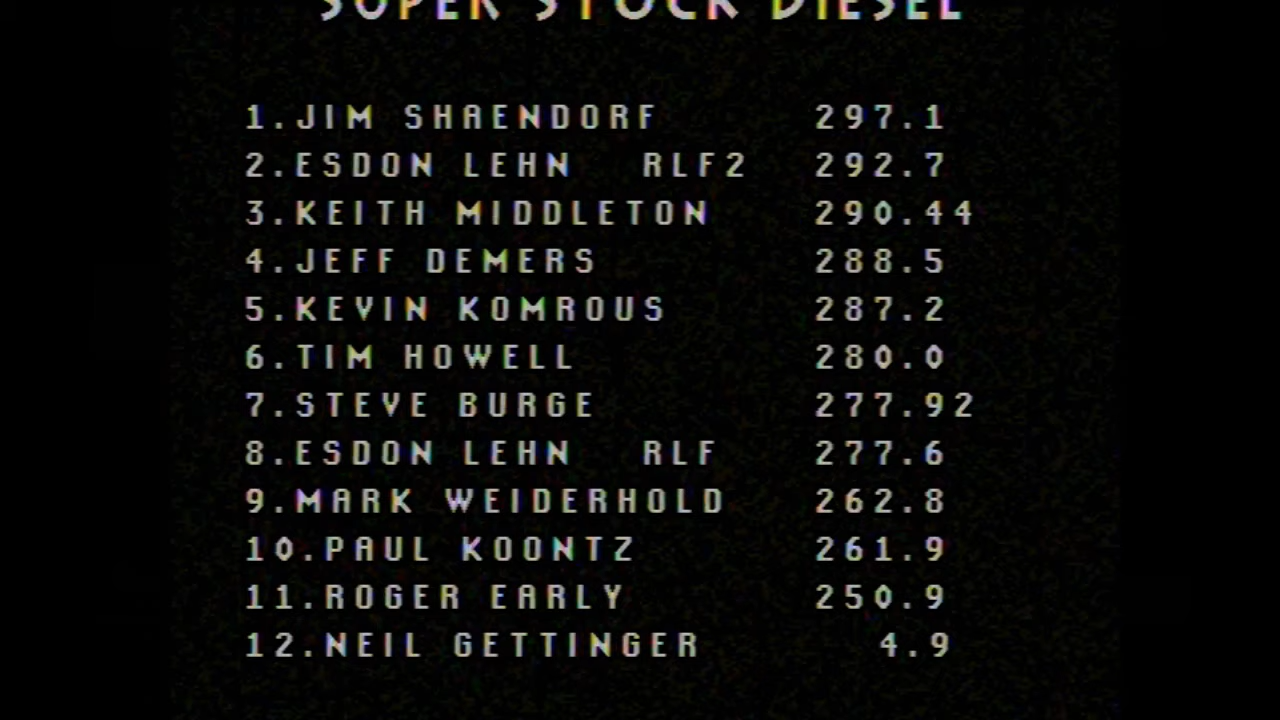 SUPER STOCK DIESEL
1.JIM SHAENDORF 297.1
2.ESDON LEHN RLF2 292.7
3.KEITH MIDDLETON 290.44
4.JEFF DEMERS 288.5
5.KEVIN KOMROUS 287.2
6.TIM HOWELL 280.0
7.STEVE BURGE 277.92
8.ESDON LEHN RLF 277.6
9.MARK WEIDERHOLD 262.8
10.PAUL KOONTZ 261.9
11.ROGER EARLY 250.9
12.NEIL GETTINGER 4.9